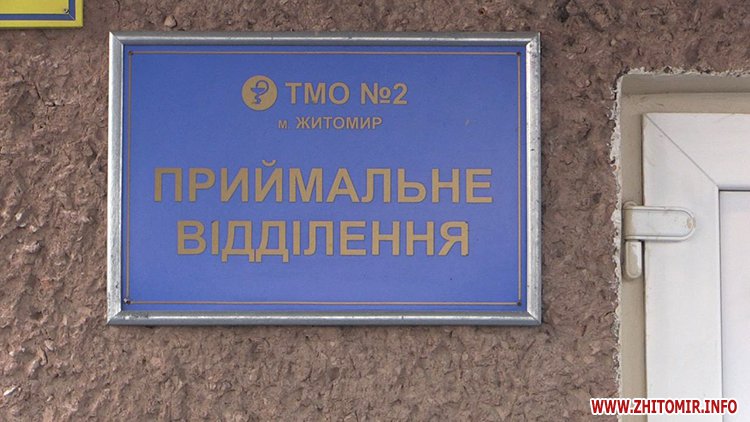 ТМО №2
м. ЖИТОМИР
ПРИЙМАЛЬНЕ
ВІДДІЛЕННЯ
WWW.ZHITOMIR.INFO